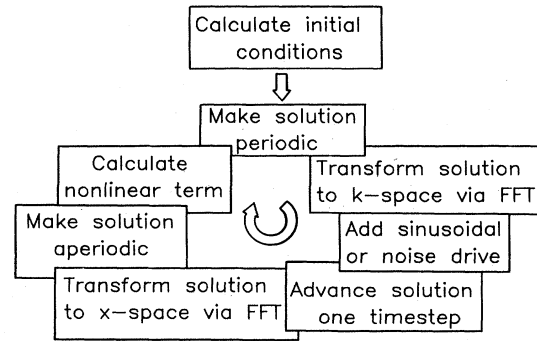 Calculate initial
conditions
Make solution
periodic
Transform solution
to k-space via FFT
Add sinusoidal
or noise drive
Advance solution
one timestep
Transform solution
to x-space via FFT
Make solution
aperiodic
Calculate
nonlinear term